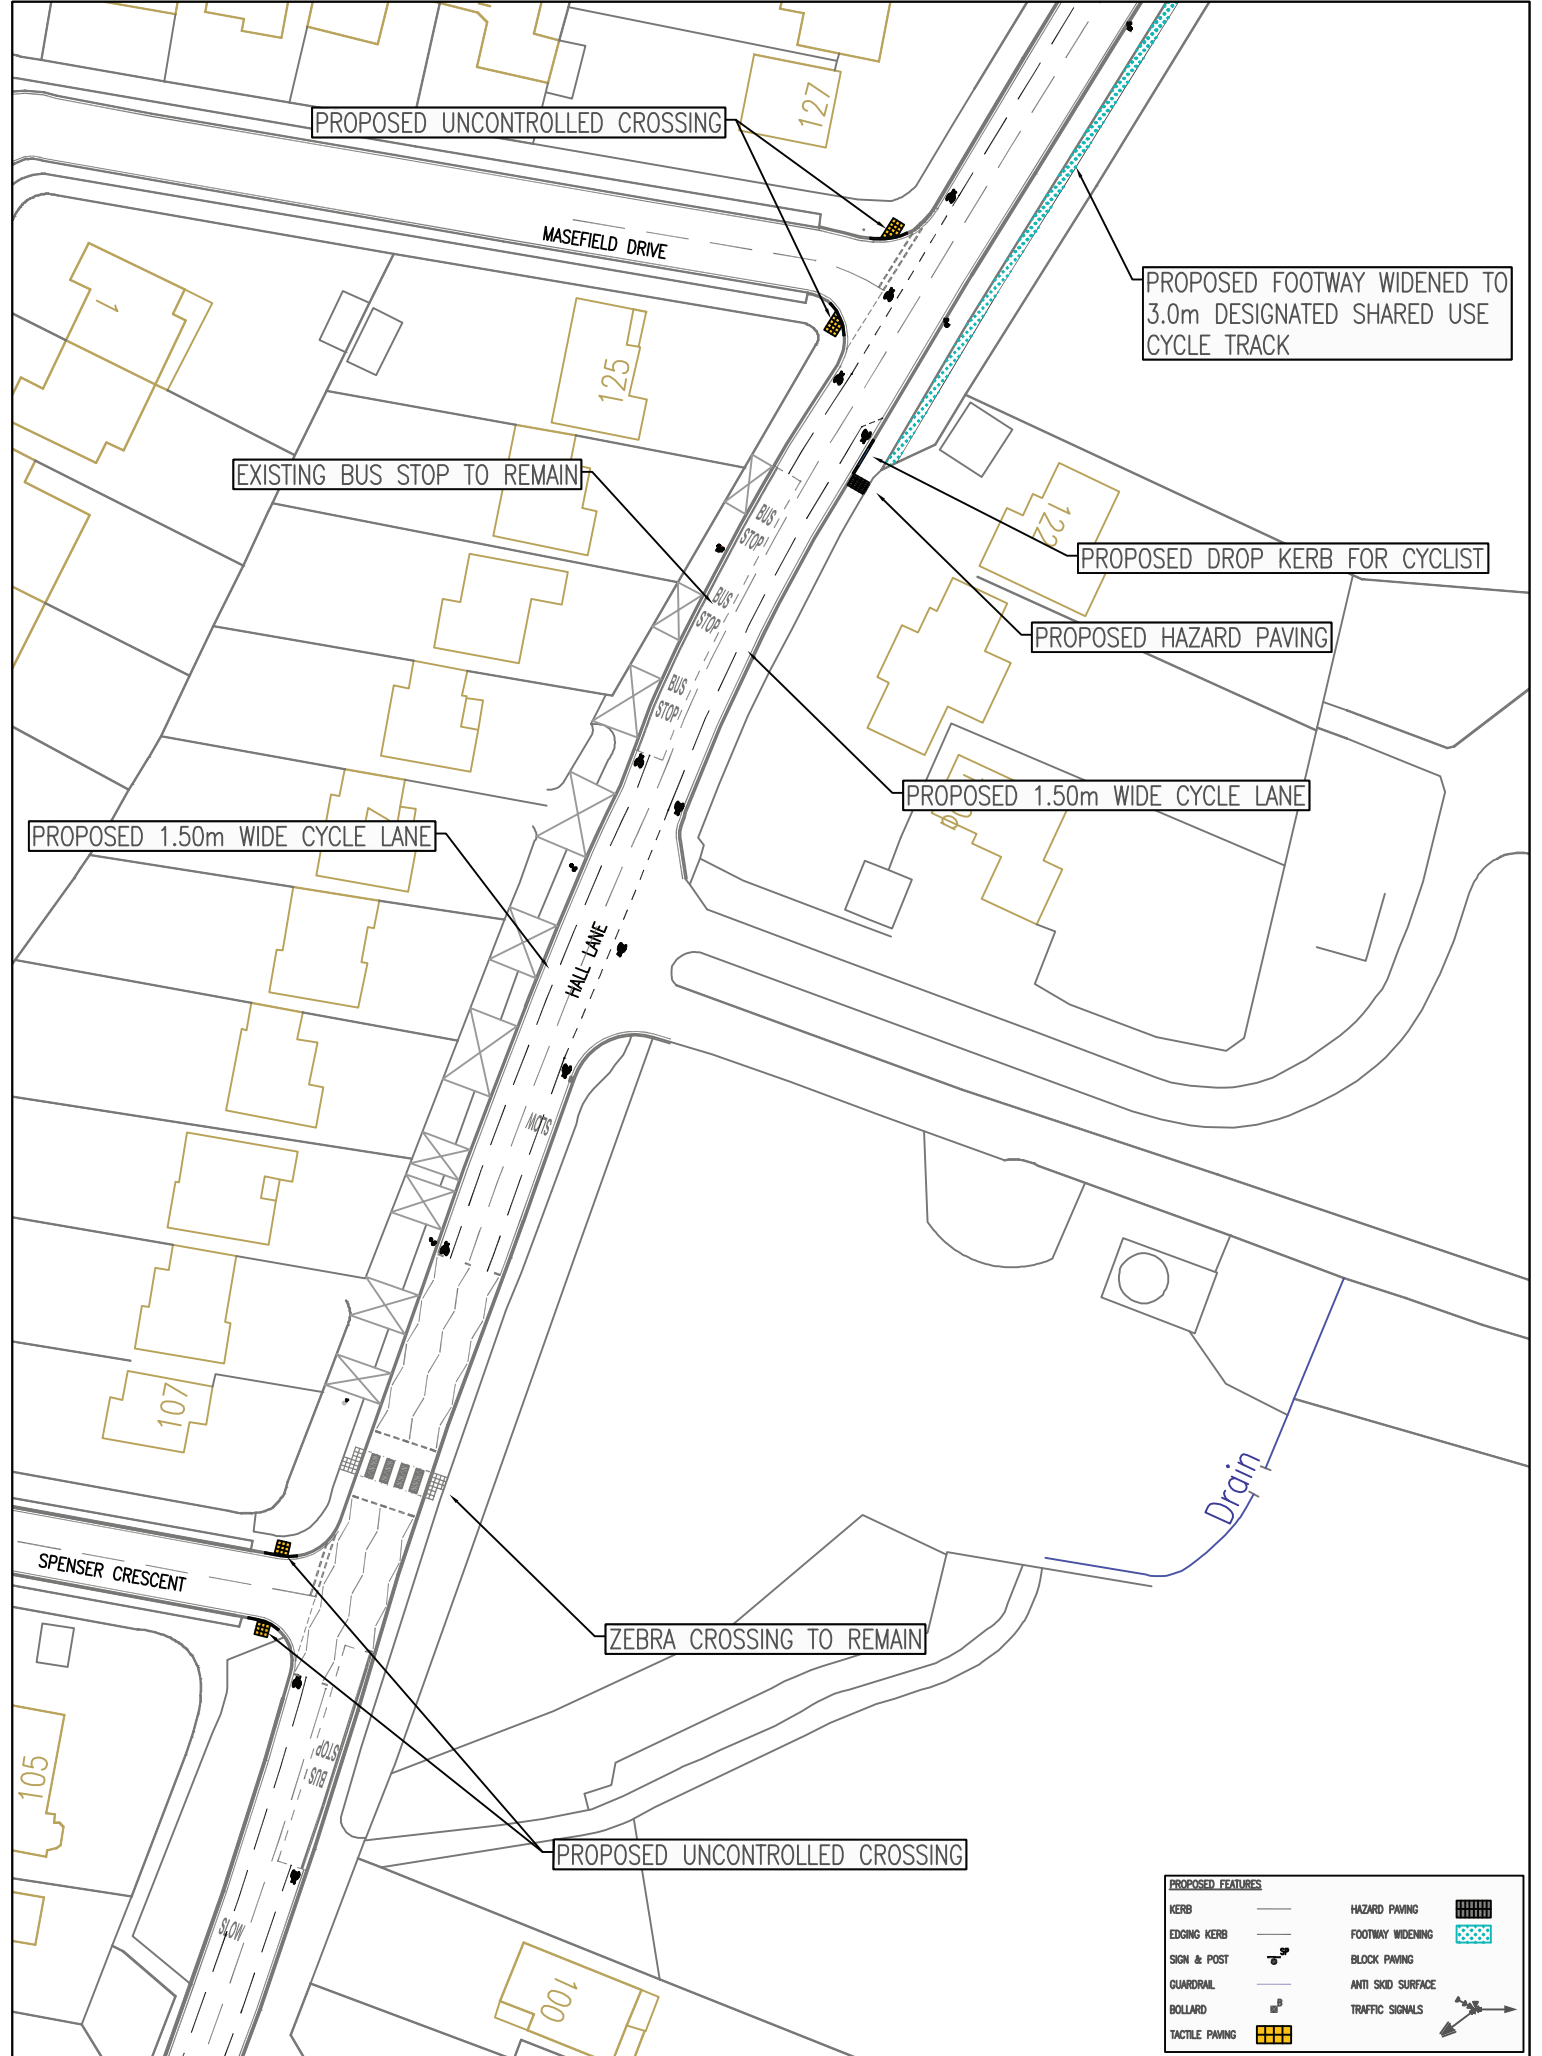 127
PROPOSED UNCONTROLLED CROSSING
MASEFIELD DRIVE
PROPOSED FOOTWAY WIDENED TO
3.0m DESIGNATED SHARED USE
CYCLE TRACK
1
125
EXISTING BUS STOP TO REMAIN
BUS
STOP
122
PROPOSED DROP KERB FOR CYCLIST
BUS
STOP
PROPOSED HAZARD PAVING
BUS
STOP
PROPOSED 1.50m WIDE CYCLE LANE
PROPOSED 1.50m WIDE CYCLE LANE
HALL LANE
SLOW
107
Drain
SPENSER CRESCENT
ZEBRA CROSSING TO REMAIN
105
BUS
STOP
PROPOSED UNCONTROLLED CROSSING
SLOW
100
PROPOSED FEATURES
KERB
EDGING KERB
SIGN & POST
SP
GUARDRAIL
BOLLARD
B
TACTILE PAVING
HAZARD PAVING
FOOTWAY WIDENING
BLOCK PAVING
ANTI SKID SURFACE
TRAFFIC SIGNALS